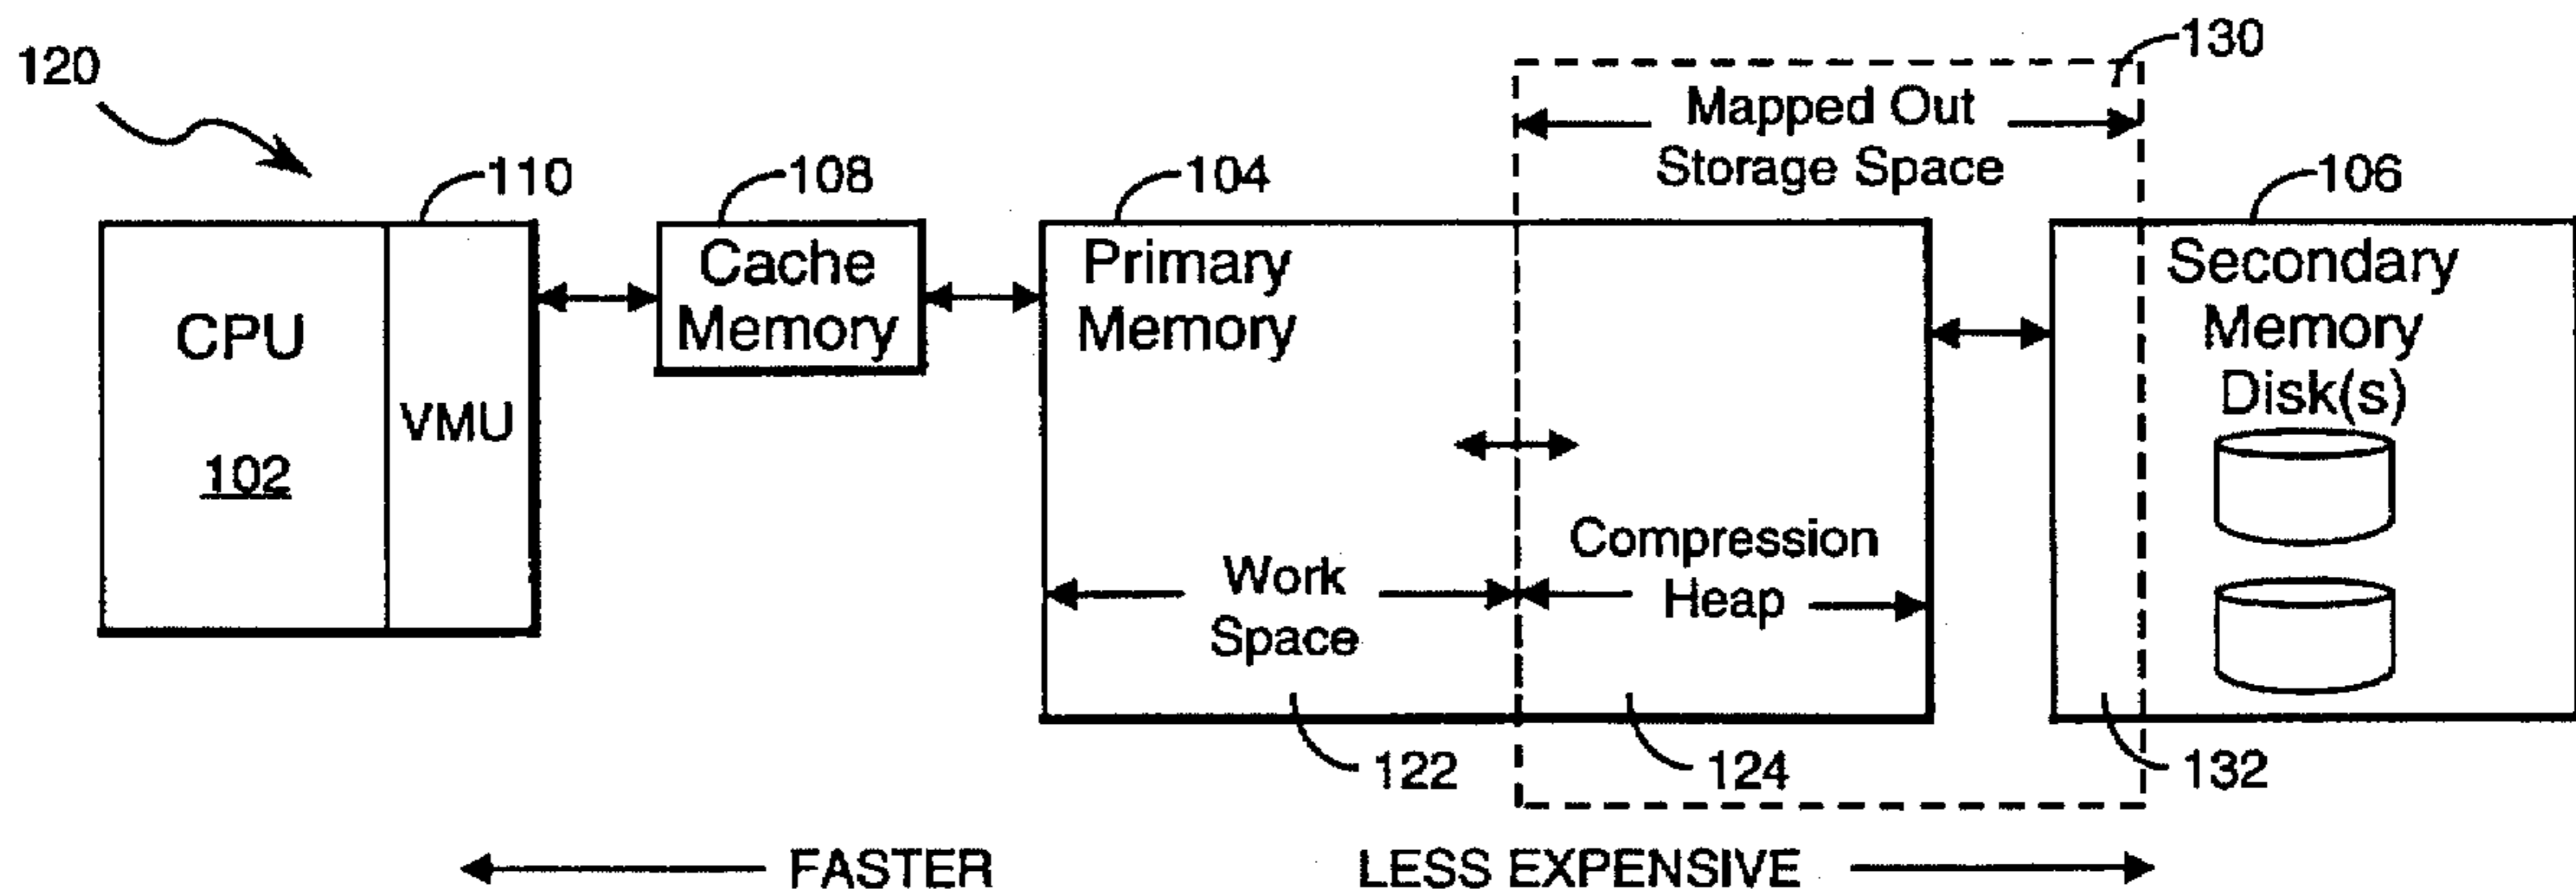 120
130
Mapped Out
Storage Space
110
108
104
106
CPU
102
VMU
Cache
Memory
Primary
Memory
Secondary
Memory
Disk(s)
Work
Space
Compression
Heap
122
124
132
FASTER
LESS EXPENSIVE